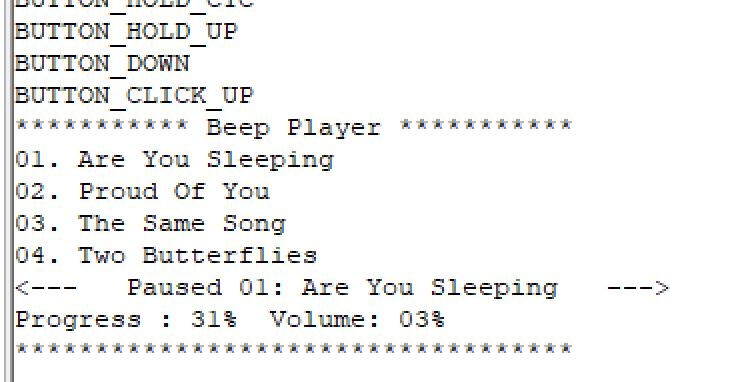 BUTTON_HOLD_UP
BUTTON_DOWN
BUTTON_CLICK_UP
*********** Beep Player ***********
01. Are You Sleeping
02. Proud Of You
03. The Same Song
04. Two Butterflies
<---   Paused 01: Are You Sleeping   --->
Progress : 31%  Volume: 03%
***********************************